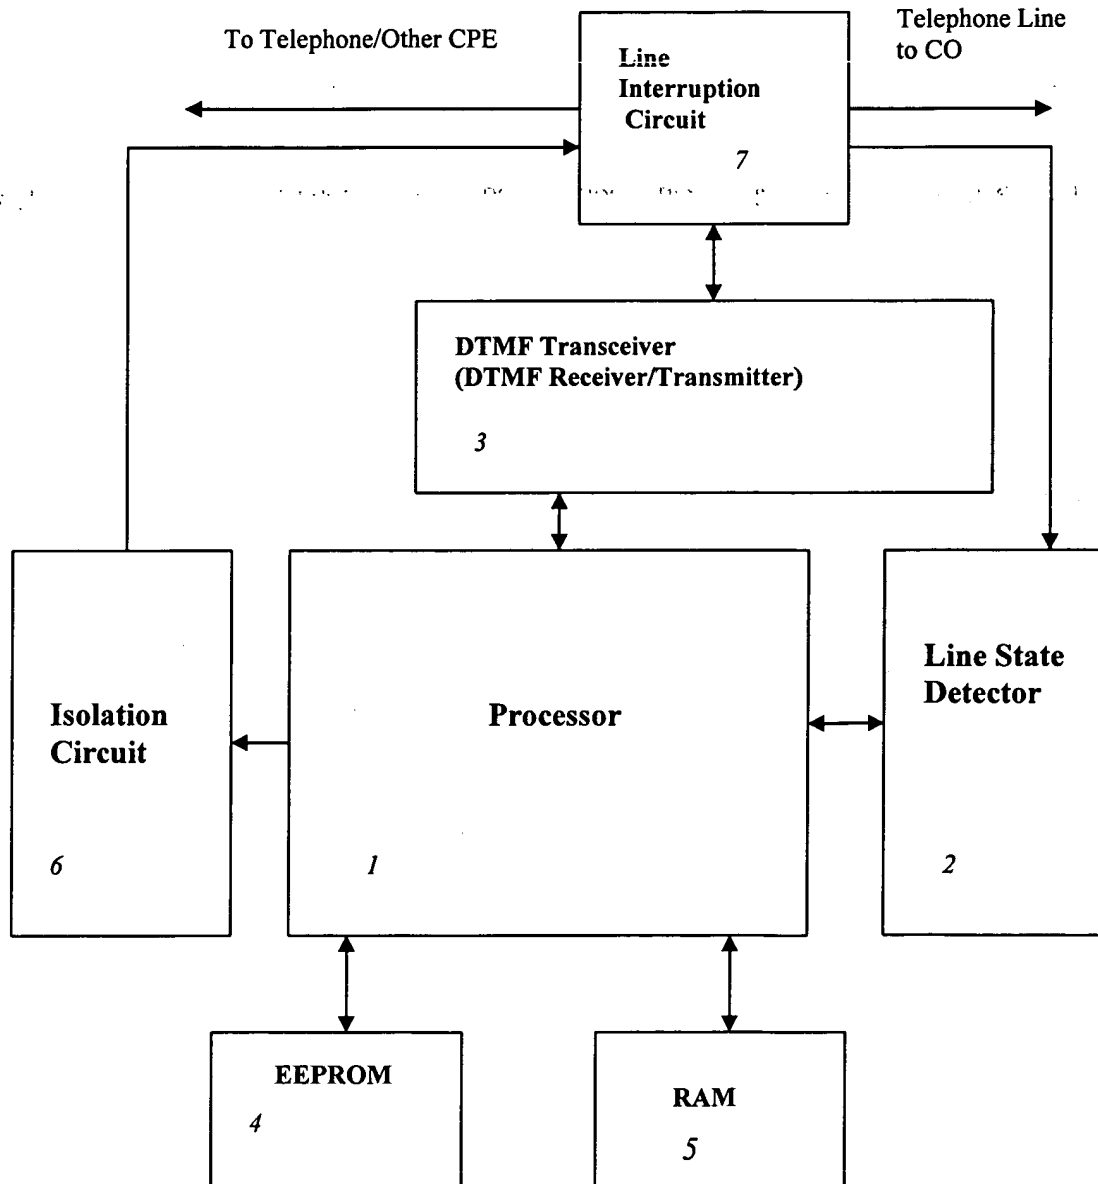 To Telephone/Other CPE
Telephone Line
to CO
Line
Interruption
Circuit
7
DTMF Transceiver
(DTMF Receiver/Transmitter)
3
Isolation
Circuit
6
Processor
1
Line State
Detector
2
EEPROM
4
RAM
5